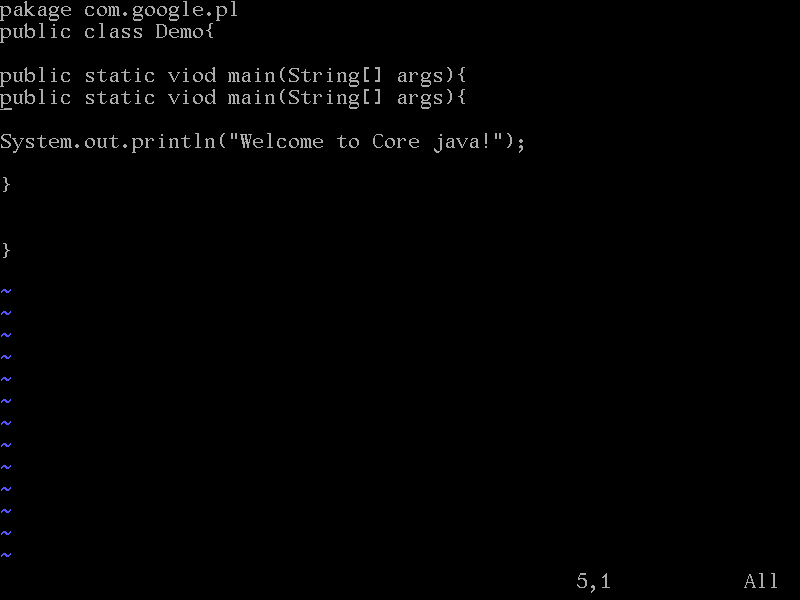 pakage com.google.pl
public class Demo{
public static viod main(String[] args){
public static viod main(String[] args){
System.out.println("Welcome to Core java!");
}
}
~
~
~
~
~
~
~
~
~
~
~
~
~
5,1 All